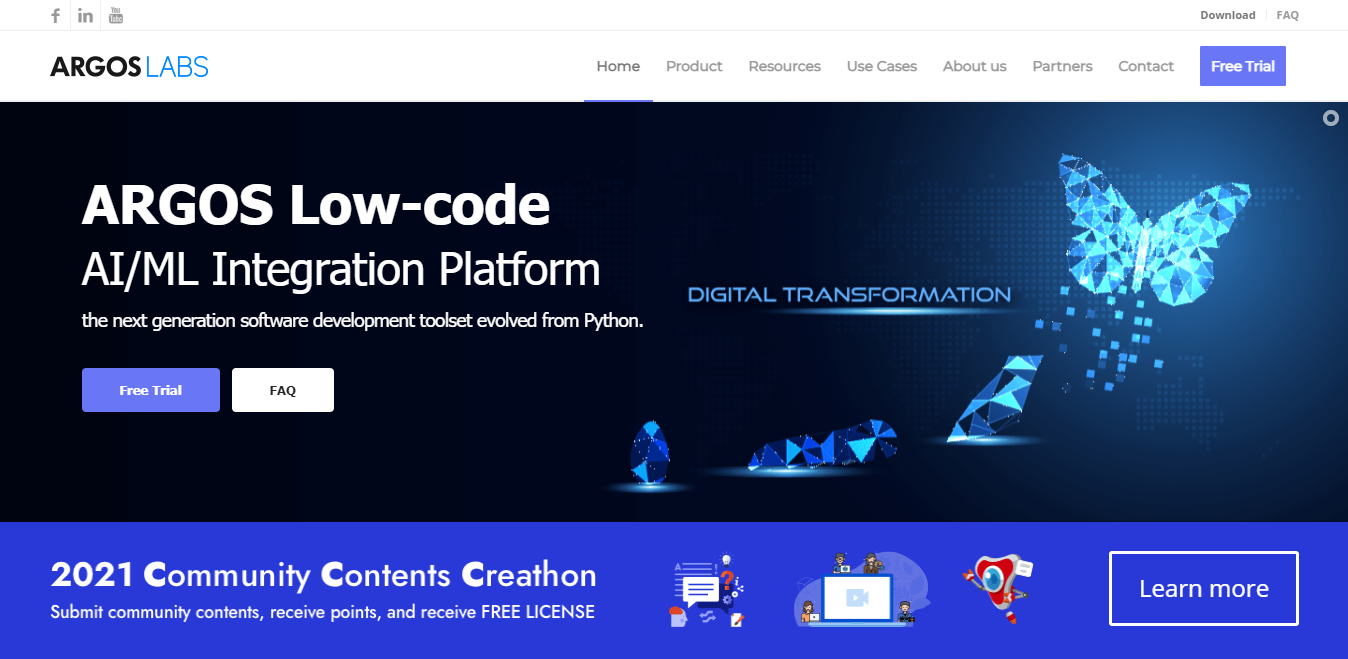 You Tube
Download
FAQ
ARGOS LABS
Home
Product
Resources
Use Cases
About us
Partners
Contact
Free Trial
ARGOS Low-code
AI/ML Integration Platform
the next generation software development toolset evolved from Python.
DIGITAL TRANSFORMATION
Free Trial
FAQ
2021 Community Contents Creathon
Submit community contents, receive points, and receive FREE LICENSE
Learn more